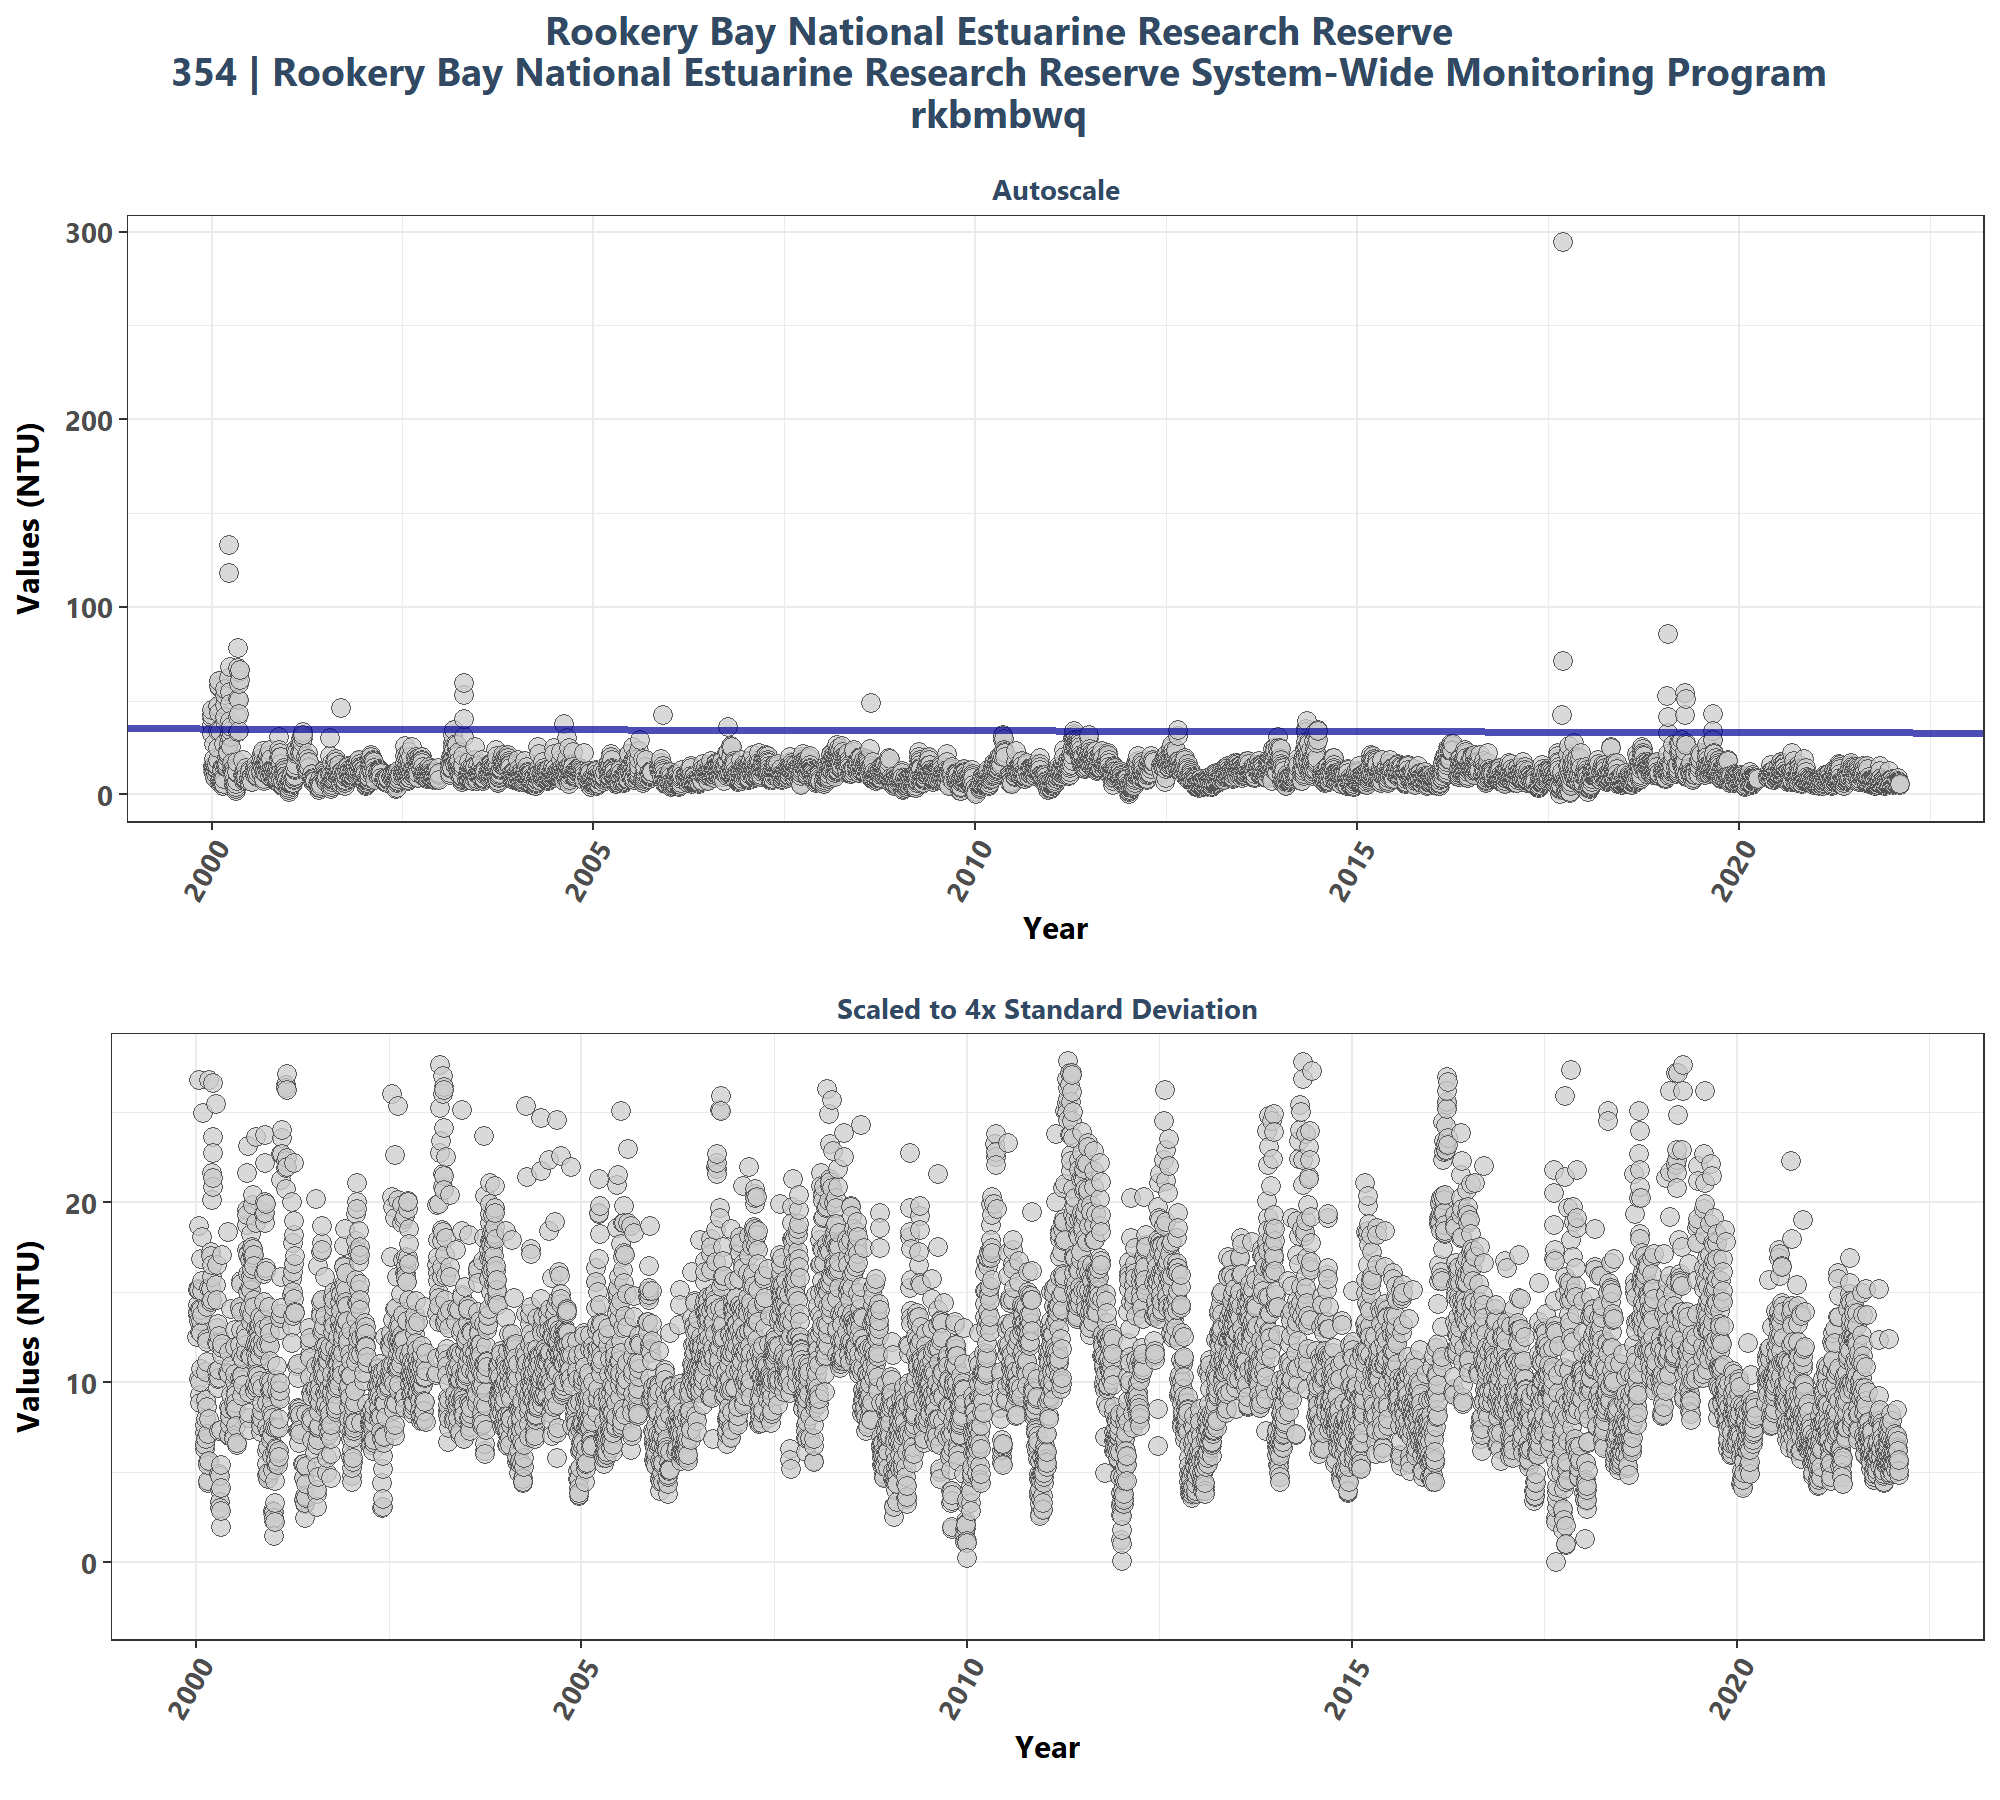 Rookery Bay National Estuarine Research Reserve
354 | Rookery Bay National Estuarine Research Reserve System-Wide Monitoring Program
rkbmbwq
Autoscale
300
200
100
0
Values (NTU)
2000 2005 2010 2015 2020
Year
Scaled to 4x Standard Deviation
20
10
0
Values (NTU)
2000 2005 2010 2015 2020
Year